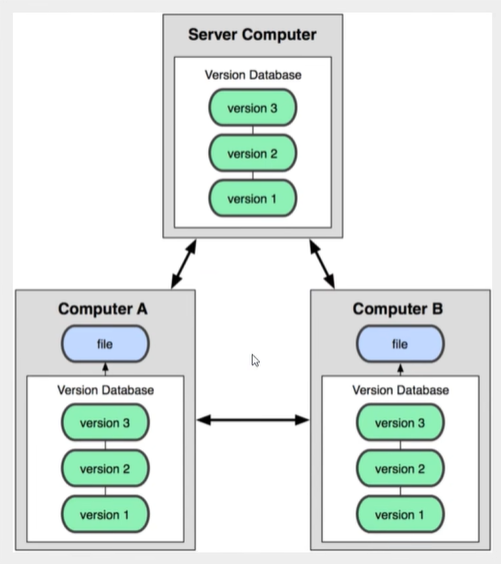 Server Computer
Version Database
version 3
version 2
version 1
Computer A
file
Version Database
version 3
version 2
version 1
Computer B
file
Version Database
version 3
version 2
version 1